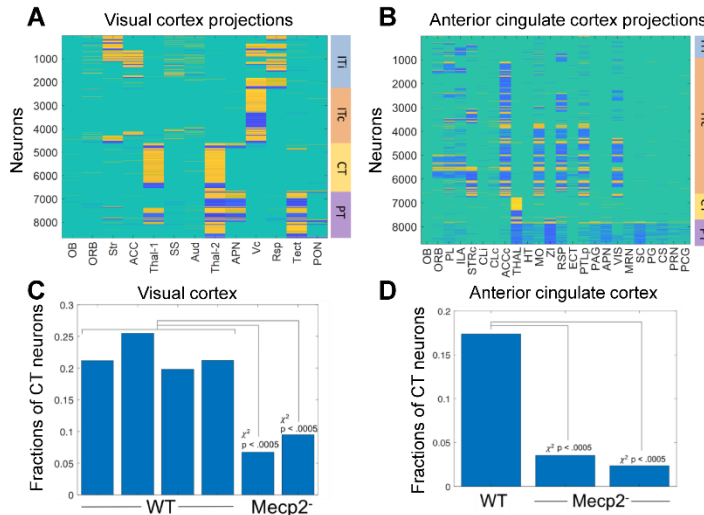 A
Visual cortex projections
Neurons
1000
2000
3000
4000
5000
6000
7000
8000
ITi
ITc
CT
PT
OB
ORB
Str
ACC
Thal-1
SS
Aud
Thal-2
APN
Vc
Rsp
Tect
PON
B
Anterior cingulate cortex projections
Neurons
1000
2000
3000
4000
5000
6000
7000
8000
OB
ORB
PL
ILA
STRc
CLi
CLc
ACCc
THAL
HT
MO
ZI
RSP
ECT
PTLp
PAG
APN
VIS
MRN
SC
PG
CS
PRN
PCG
C
Visual cortex
Fractions of CT neurons
0.3
0.25
0.2
0.15
0.1
0.05
0
χ²
p < .0005
χ²
p < .0005
WT
Mecp2-
D
Anterior cingulate cortex
Fractions of CT neurons
0.2
0.15
0.1
0.05
0
χ² p < .0005
χ² p < .0005
WT
Mecp2-